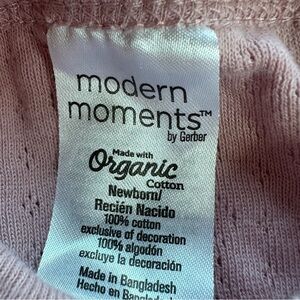 modern
moments™
by Gerber
Made with
Organic
Cotton
Newborn/
Recién Nacido
100% cotton
exclusive of decoration
100% algodón
excluye la decoración
Made in Bangladesh
Hecho en Banglad